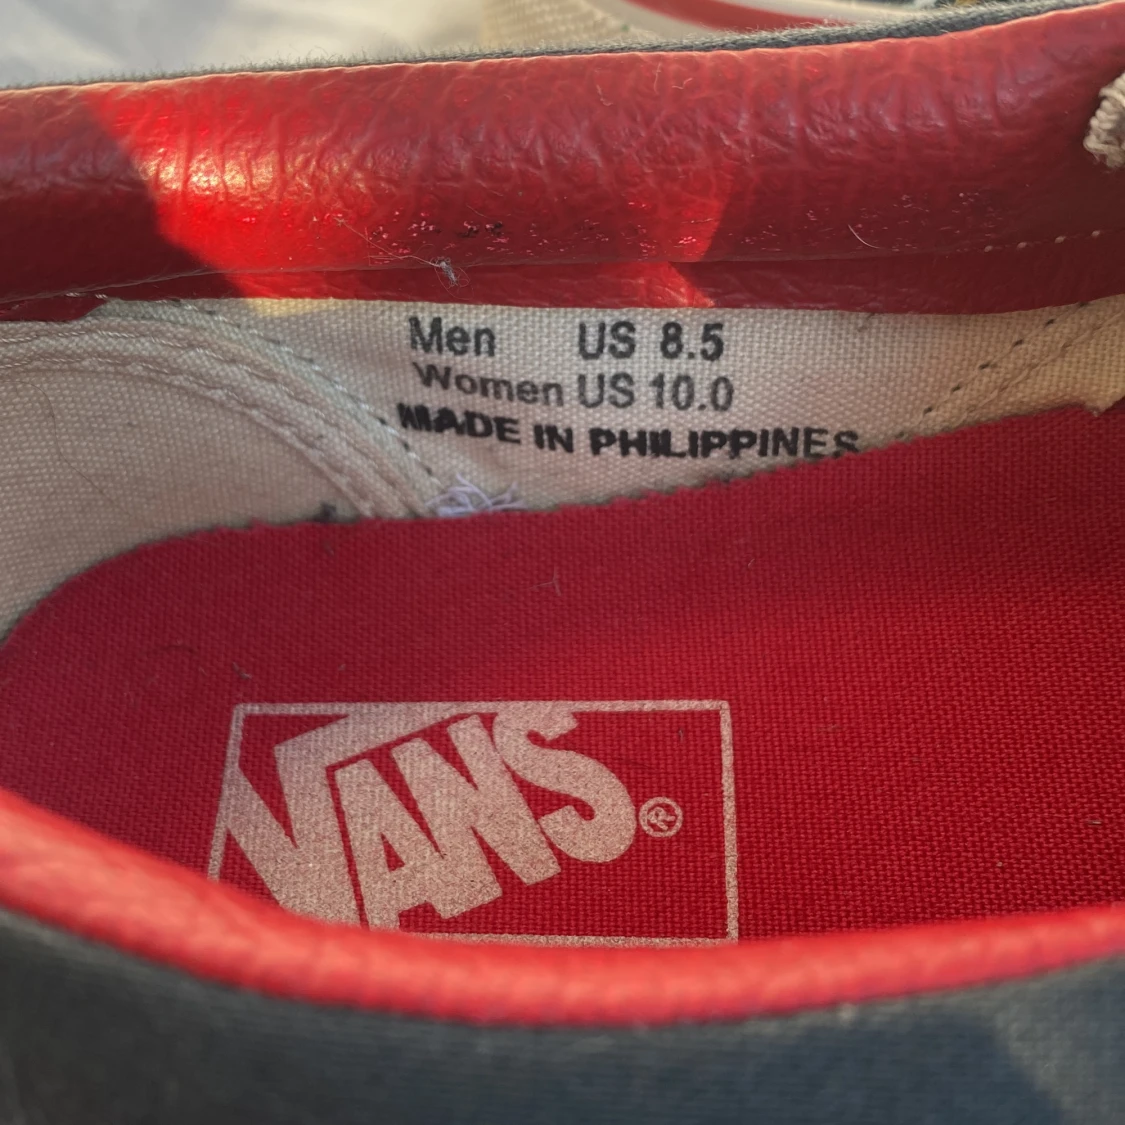 Men US 8.5
Women US 10.0
MADE IN PHILIPPINES
VANS®